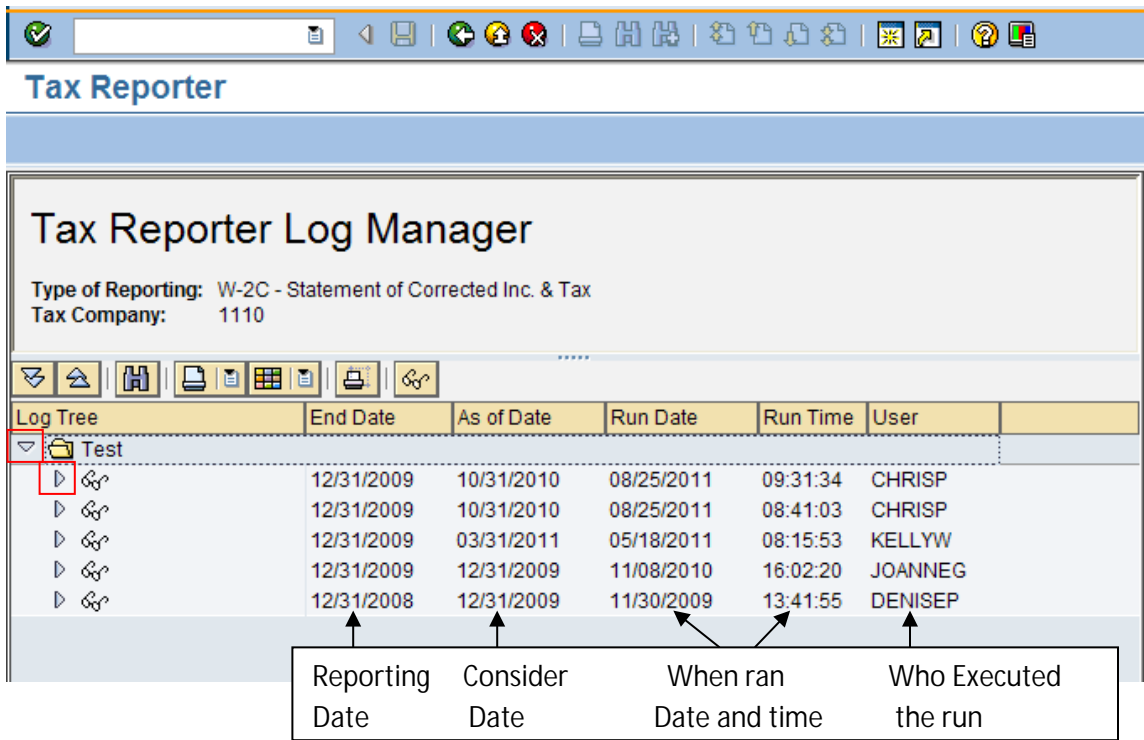 Tax Reporter
Tax Reporter Log Manager
Type of Reporting: W-2C - Statement of Corrected Inc. & Tax
Tax Company: 1110
Log Tree End Date As of Date Run Date Run Time User
Test
12/31/2009 10/31/2010 08/25/2011 09:31:34 CHRISP
12/31/2009 10/31/2010 08/25/2011 08:41:03 CHRISP
12/31/2009 03/31/2011 05/18/2011 08:15:53 KELLYW
12/31/2009 12/31/2009 11/08/2010 16:02:20 JOANNEG
12/31/2008 12/31/2009 11/30/2009 13:41:55 DENISEP
Reporting Consider When ran Who Executed
Date Date Date and time the run